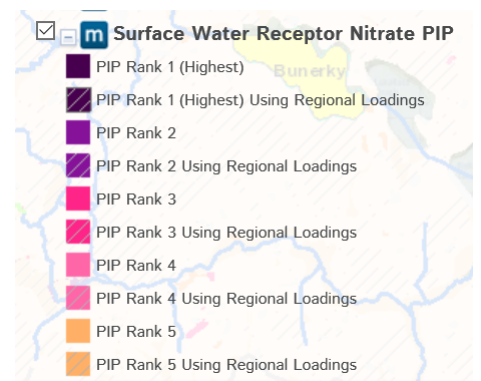 m Surface Water Receptor Nitrate PIP
PIP Rank 1 (Highest)
Bunerky
PIP Rank 1 (Highest) Using Regional Loadings
PIP Rank 2
PIP Rank 2 Using Regional Loadings
PIP Rank 3
PIP Rank 3 Using Regional Loadings
PIP Rank 4
PIP Rank 4 Using Regional Loadings
PIP Rank 5
PIP Rank 5 Using Regional Loadings